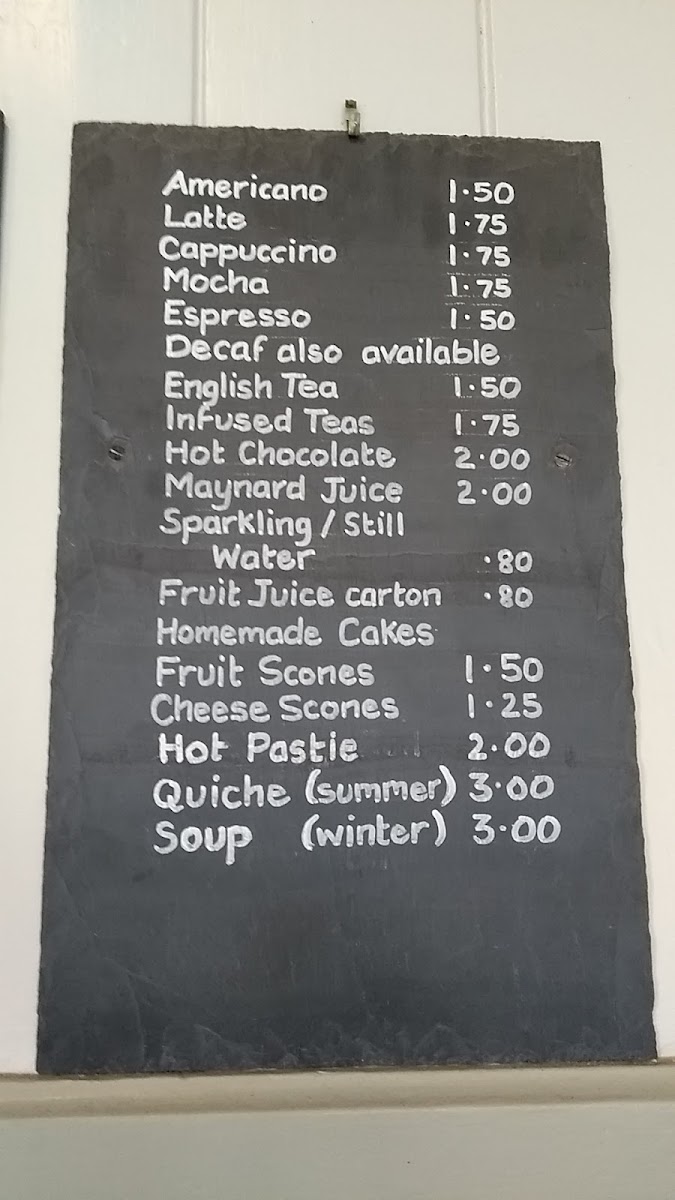 Americano 1·50
Latte 1·75
Cappuccino 1·75
Mocha 1·75
Espresso 1·50
Decaf also available
English Tea 1·50
Infused Teas 1·75
Hot Chocolate 2·00
Maynard Juice 2·00
Sparkling / Still
Water ·80
Fruit Juice carton ·80
Homemade Cakes
Fruit Scones 1·50
Cheese Scones 1·25
Hot Pastie 2·00
Quiche (summer) 3·00
Soup (winter) 3·00